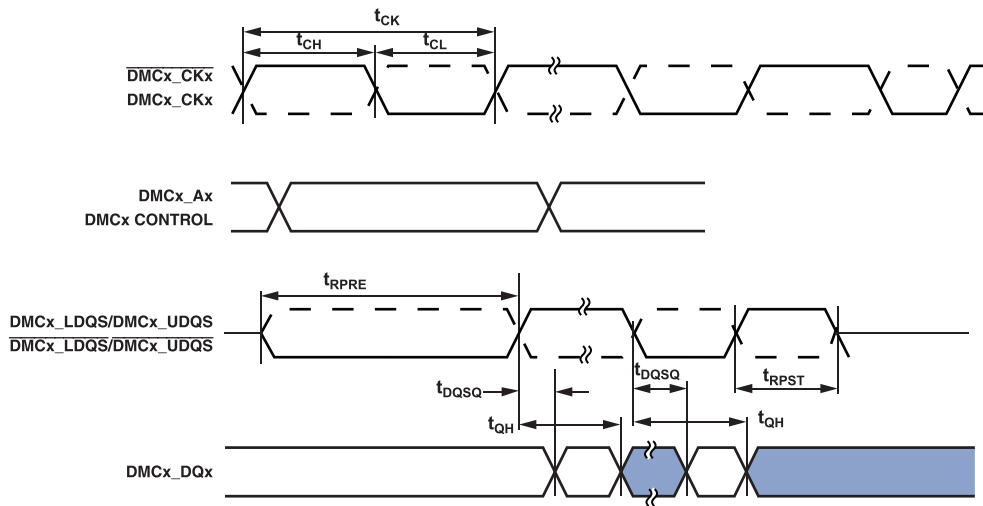 tCK
tCH
tCL
DMCx_CKx
DMCx_CKx
DMCx_Ax
DMCx CONTROL
tRPRE
DMCx_LDQS/DMCx_UDQS
DMCx_LDQS/DMCx_UDQS
tDQSQ
tDQSQ
tRPST
tQH
tQH
DMCx_DQx